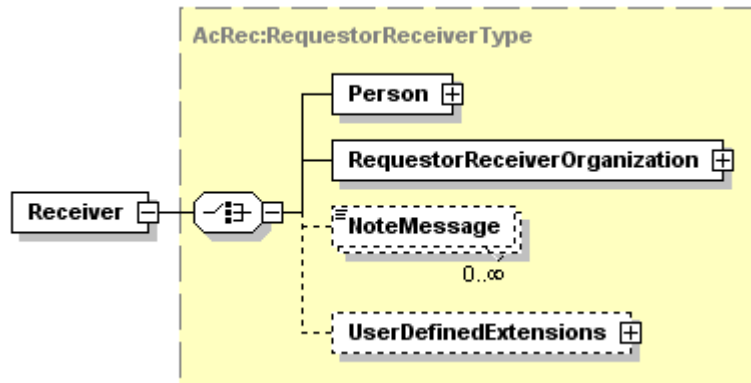 AcRec:RequestorReceiverType
Person
RequestorReceiverOrganization
Receiver
NoteMessage
0..∞
UserDefinedExtensions